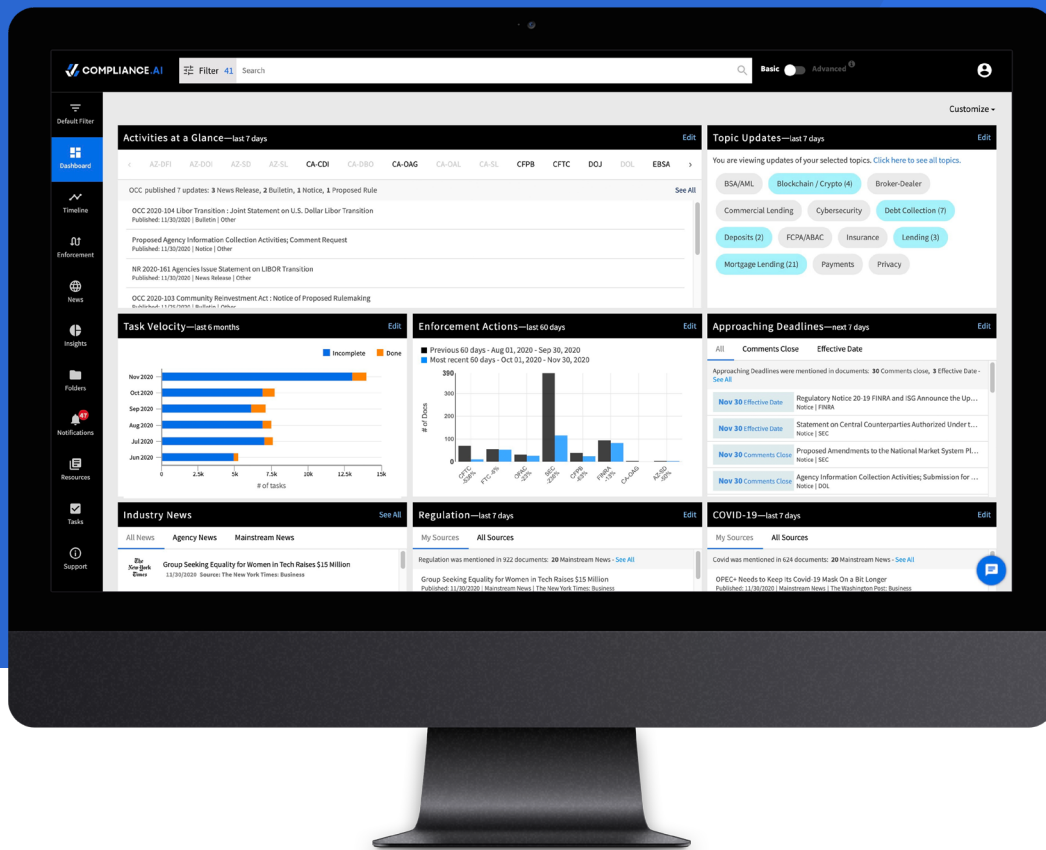 COMPLIANCE.AI
Filter 41 Search
Basic Advanced
Default Filter
Dashboard
Timeline
Enforcement
News
Insights
Folders
47
Notifications
Resources
Tasks
Support
Customize
Activities at a Glance—last 7 days Edit
AZ-DFI AZ-DOI AZ-SD AZ-SL CA-CDI CA-DBO CA-OAG CA-OAL CA-SL CFPB CFTC DOJ DOL EBSA
OCC published 7 updates: 3 News Release, 2 Bulletin, 1 Notice, 1 Proposed Rule See All
OCC 2020-104 Libor Transition : Joint Statement on U.S. Dollar Libor Transition
Published: 11/30/2020 | Bulletin | Other
Proposed Agency Information Collection Activities; Comment Request
Published: 11/30/2020 | Notice | Other
NR 2020-161 Agencies Issue Statement on LIBOR Transition
Published: 11/30/2020 | News Release | Other
OCC 2020-103 Community Reinvestment Act : Notice of Proposed Rulemaking
Published: 11/25/2020 | Bulletin | Other
Topic Updates—last 7 days Edit
You are viewing updates of your selected topics. Click here to see all topics.
BSA/AML Blockchain / Crypto (4) Broker-Dealer
Commercial Lending Cybersecurity Debt Collection (7)
Deposits (2) FCPA/ABAC Insurance Lending (3)
Mortgage Lending (21) Payments Privacy
Task Velocity—last 6 months Edit
Incomplete Done
Nov 2020
Oct 2020
Sep 2020
Aug 2020
Jul 2020
Jun 2020
0 2.5k 5k 7.5k 10k 12.5k 15k
# of tasks
Enforcement Actions—last 60 days Edit
Previous 60 days - Aug 01, 2020 - Sep 30, 2020
Most recent 60 days - Oct 01, 2020 - Nov 30, 2020
# of Docs
390
300
200
100
0
CFTC
FTC
OFAC
SEC
CFPB
FINRA
CA-OAG
AZ-SD
Approaching Deadlines—next 7 days Edit
All Comments Close Effective Date
Approaching Deadlines were mentioned in documents: 30 Comments close, 3 Effective Date -
See All
Nov 30 Effective Date Regulatory Notice 20-19 FINRA and ISG Announce the Up...
Notice | FINRA
Nov 30 Effective Date Statement on Central Counterparties Authorized Under t...
Notice | SEC
Nov 30 Comments Close Proposed Amendments to the National Market System Pl...
Notice | SEC
Nov 30 Comments Close Agency Information Collection Activities; Submission for ...
Notice | DOL
Industry News See All
All News Agency News Mainstream News
The New York Times
Group Seeking Equality for Women in Tech Raises $15 Million
11/30/2020 Source: The New York Times: Business
Regulation—last 7 days Edit
My Sources All Sources
Regulation was mentioned in 922 documents: 20 Mainstream News - See All
Group Seeking Equality for Women in Tech Raises $15 Million
Published: 11/30/2020 | Mainstream News | The New York Times: Business
COVID-19—last 7 days Edit
My Sources All Sources
Covid was mentioned in 624 documents: 20 Mainstream News - See All
OPEC+ Needs to Keep Its Covid-19 Mask On a Bit Longer
Published: 11/30/2020 | Mainstream News | The Washington Post: Business